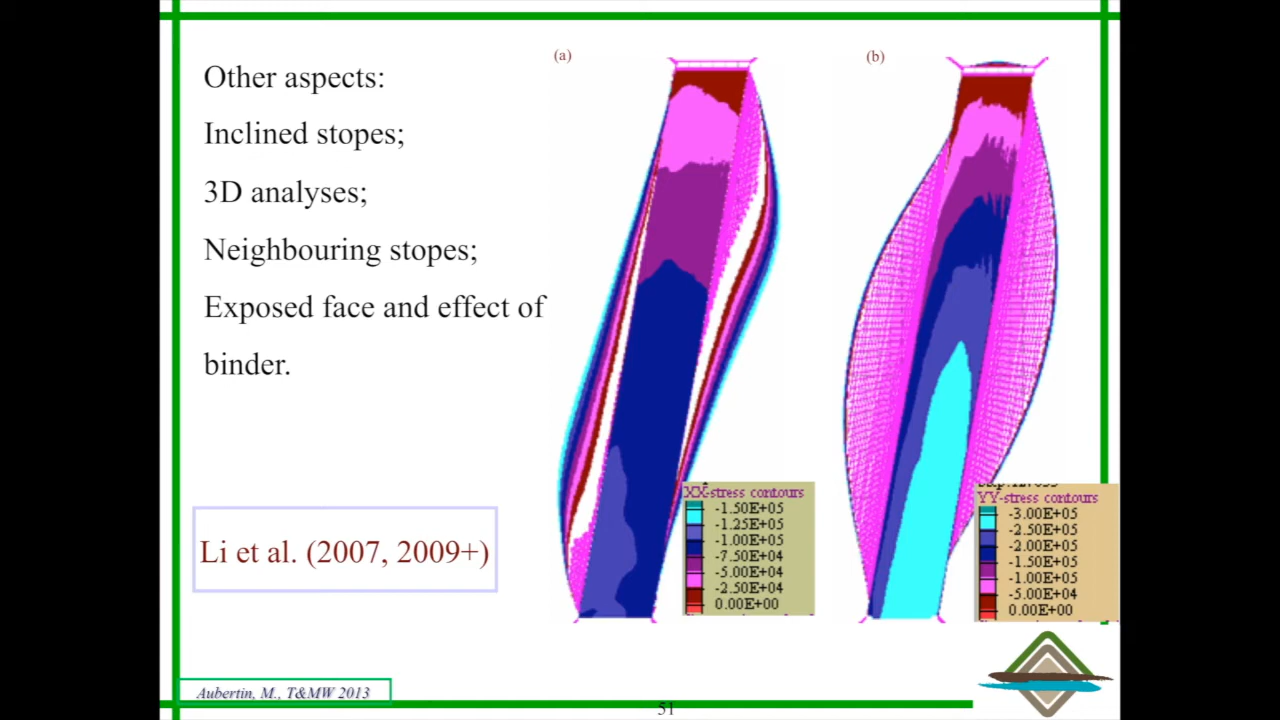 Other aspects:
Inclined stopes;
3D analyses;
Neighbouring stopes;
Exposed face and effect of
binder.
Li et al. (2007, 2009+)
(a)
XX-stress contours
-1.50E+05
-1.25E+05
-1.00E+05
-7.50E+04
-5.00E+04
-2.50E+04
0.00E+00
(b)
YY-stress contours
-3.00E+05
-2.50E+05
-2.00E+05
-1.50E+05
-1.00E+05
-5.00E+04
0.00E+00
Aubertin, M., T&MW 2013
51